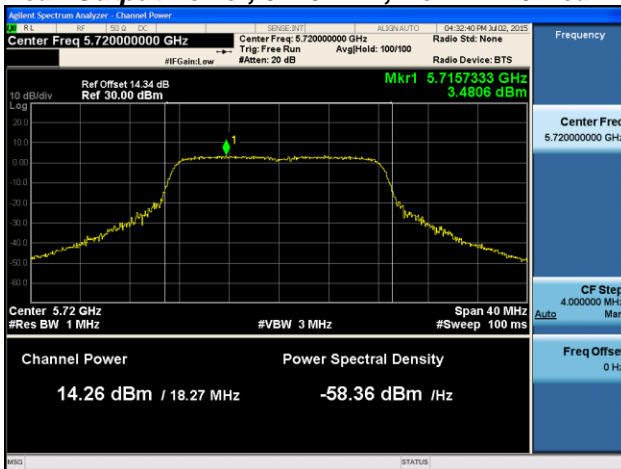 Agilent Spectrum Analyzer - Channel Power
RL RF 50 Ω DC SENSE:INT ALIGN AUTO 04:32:40 PM Jul 02, 2015
Center Freq 5.720000000 GHz
Center Freq: 5.720000000 GHz
Radio Std: None
Trig: Free Run Avg|Hold: 100/100
#IFGain:Low #Atten: 20 dB Radio Device: BTS
Frequency
Mkr1 5.7157333 GHz
3.4806 dBm
Ref Offset 14.34 dB
10 dB/div Ref 30.00 dBm
Log
20.0
10.0
0.00
-10.0
-20.0
-30.0
-40.0
-50.0
-60.0
1
Center 5.72 GHz Span 40 MHz
#Res BW 1 MHz #VBW 3 MHz #Sweep 100 ms
Channel Power Power Spectral Density
14.26 dBm / 18.27 MHz -58.36 dBm /Hz
Center Freq
5.720000000 GHz
CF Step
4.000000 MHz
Auto Man
Freq Offset
0 Hz
MSG STATUS